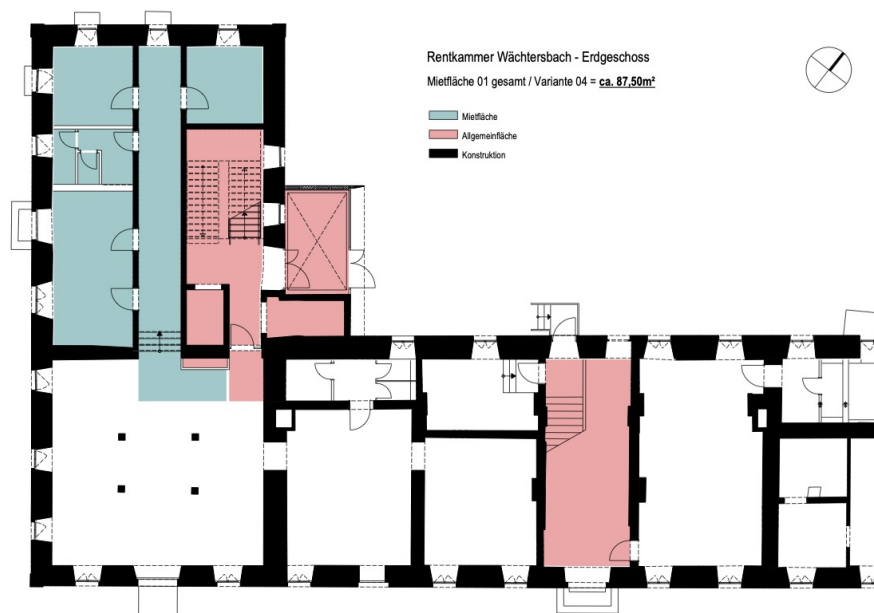 Rentkammer Wächtersbach - Erdgeschoss
Mietfläche 01 gesamt / Variante 04 = ca. 87,50m²
Mietfläche
Allgemeinfläche
Konstruktion